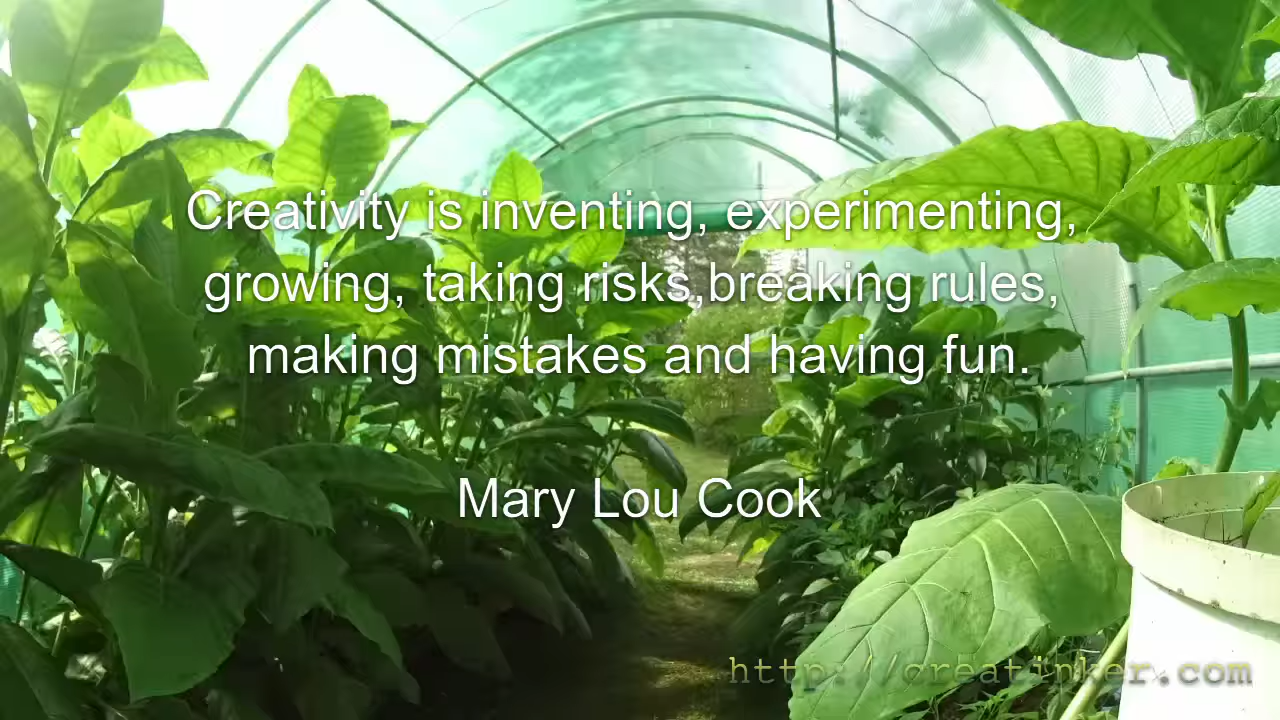 Creativity is inventing, experimenting,
growing, taking risks,breaking rules,
making mistakes and having fun.
Mary Lou Cook
http://creatinker.com